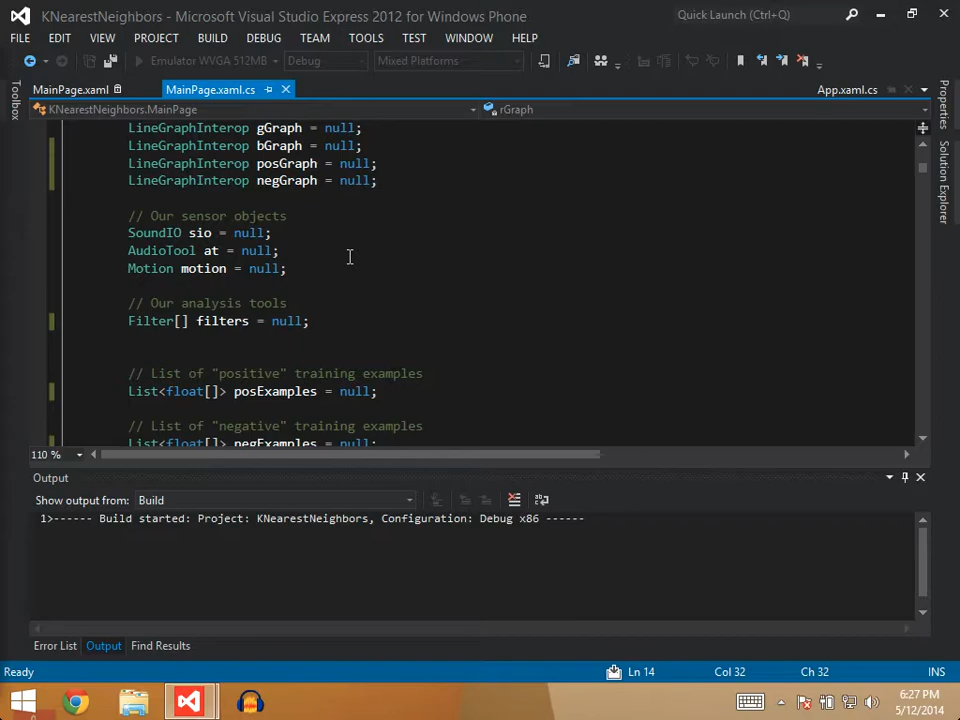 KNearestNeighbors - Microsoft Visual Studio Express 2012 for Windows Phone
Quick Launch (Ctrl+Q)
FILE EDIT VIEW PROJECT BUILD DEBUG TEAM TOOLS TEST WINDOW HELP
Emulator WVGA 512MB Debug Mixed Platforms
Toolbox
MainPage.xaml MainPage.xaml.cs App.xaml.cs
Properties
Solution Explorer
KNearestNeighbors.MainPage rGraph
LineGraphInterop gGraph = null;
LineGraphInterop bGraph = null;
LineGraphInterop posGraph = null;
LineGraphInterop negGraph = null;
// Our sensor objects
SoundIO sio = null;
AudioTool at = null;
Motion motion = null;
// Our analysis tools
Filter[] filters = null;
// List of "positive" training examples
List<float[]> posExamples = null;
// List of "negative" training examples
List<float[]> negExamples = null;
110 %
Output
Show output from: Build
1>------ Build started: Project: KNearestNeighbors, Configuration: Debug x86 ------
Error List Output Find Results
Ready Ln 14 Col 32 Ch 32 INS
6:27 PM
5/12/2014